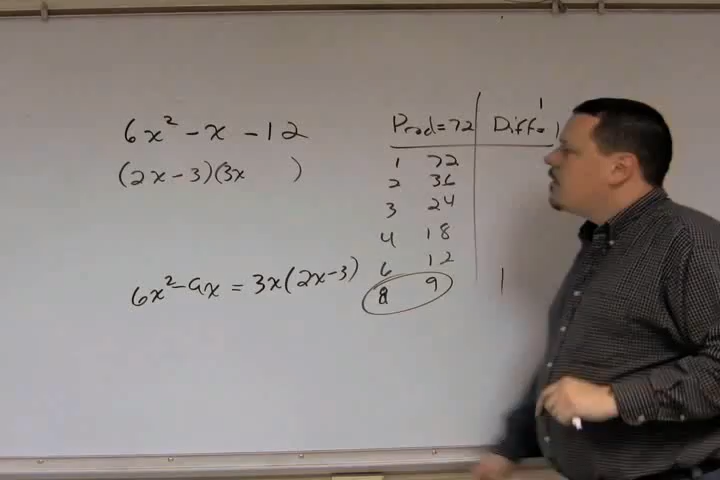 6x² - x - 12
(2x - 3)(3x    )
6x² - 9x = 3x(2x - 3)
Prod = 72 Diff = 1
1 72
2 36
3 24
4 18
6 12
8 9 1